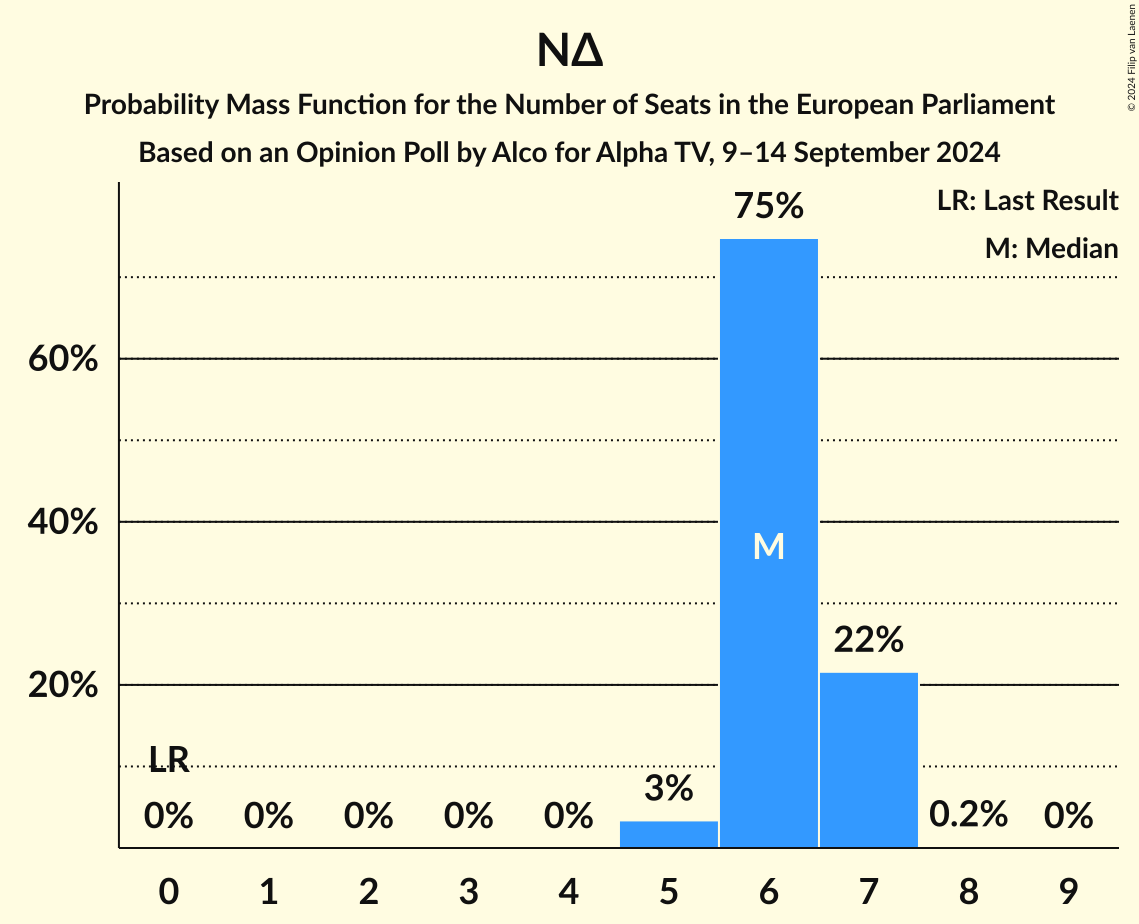 ΝΔ
Probability Mass Function for the Number of Seats in the European Parliament
Based on an Opinion Poll by Alco for Alpha TV, 9–14 September 2024
© 2024 Filip van Laenen
LR: Last Result
M: Median
75%
60%
40%
M
22%
20%
LR
3%
0% 0% 0% 0% 0% 0.2% 0%
0 1 2 3 4 5 6 7 8 9